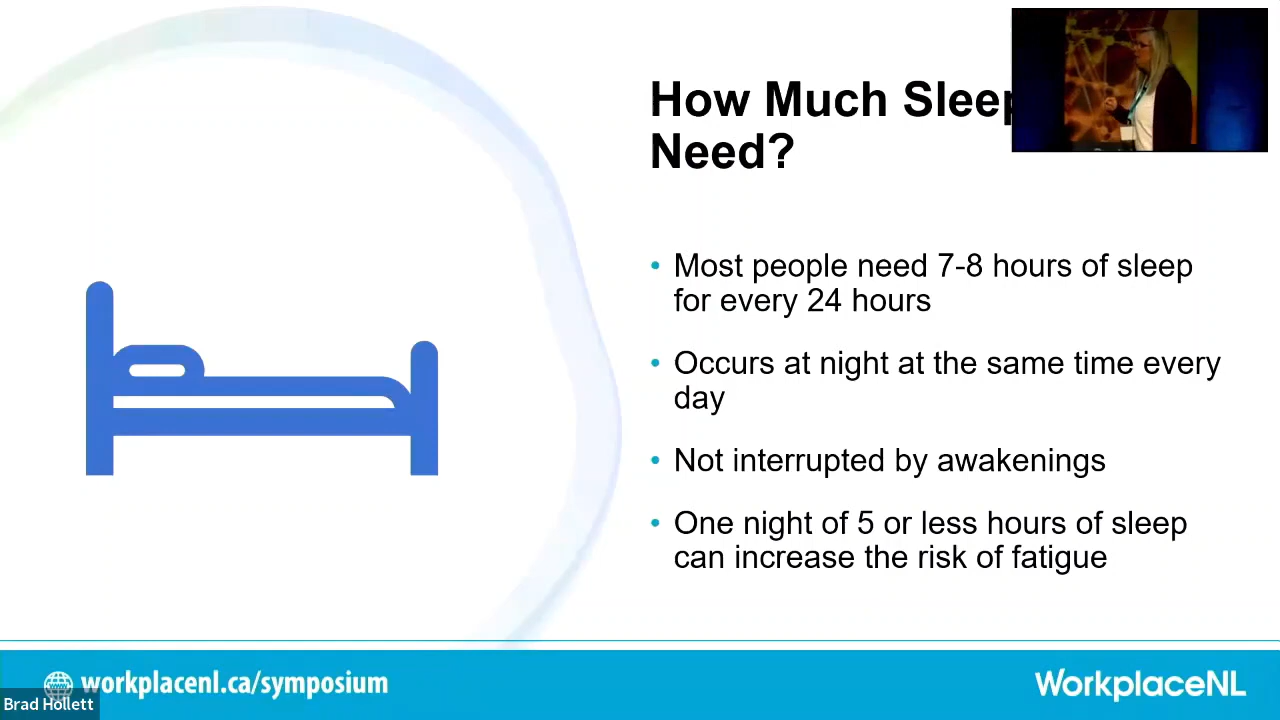 How Much Sleep
Need?
• Most people need 7-8 hours of sleep
for every 24 hours
• Occurs at night at the same time every
day
• Not interrupted by awakenings
• One night of 5 or less hours of sleep
can increase the risk of fatigue
www
workplacenl.ca/symposium
WorkplaceNL
Brad Hollett